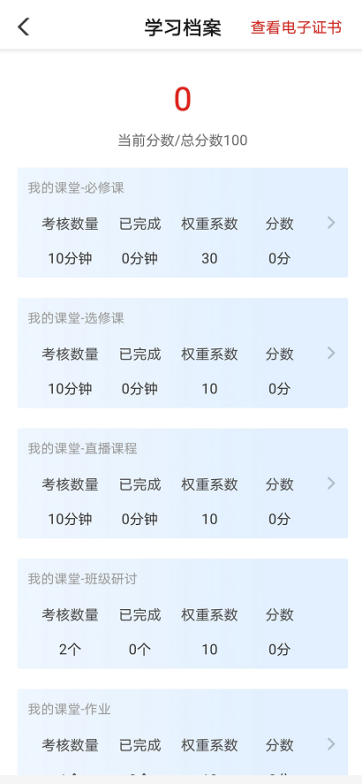 学习档案 查看电子证书
0
当前分数/总分数100
我的课堂-必修课
考核数量 已完成 权重系数 分数
10分钟 0分钟 30 0分
我的课堂-选修课
考核数量 已完成 权重系数 分数
10分钟 0分钟 10 0分
我的课堂-直播课程
考核数量 已完成 权重系数 分数
10分钟 0分钟 10 0分
我的课堂-班级研讨
考核数量 已完成 权重系数 分数
2个 0个 10 0分
我的课堂-作业
考核数量 已完成 权重系数 分数